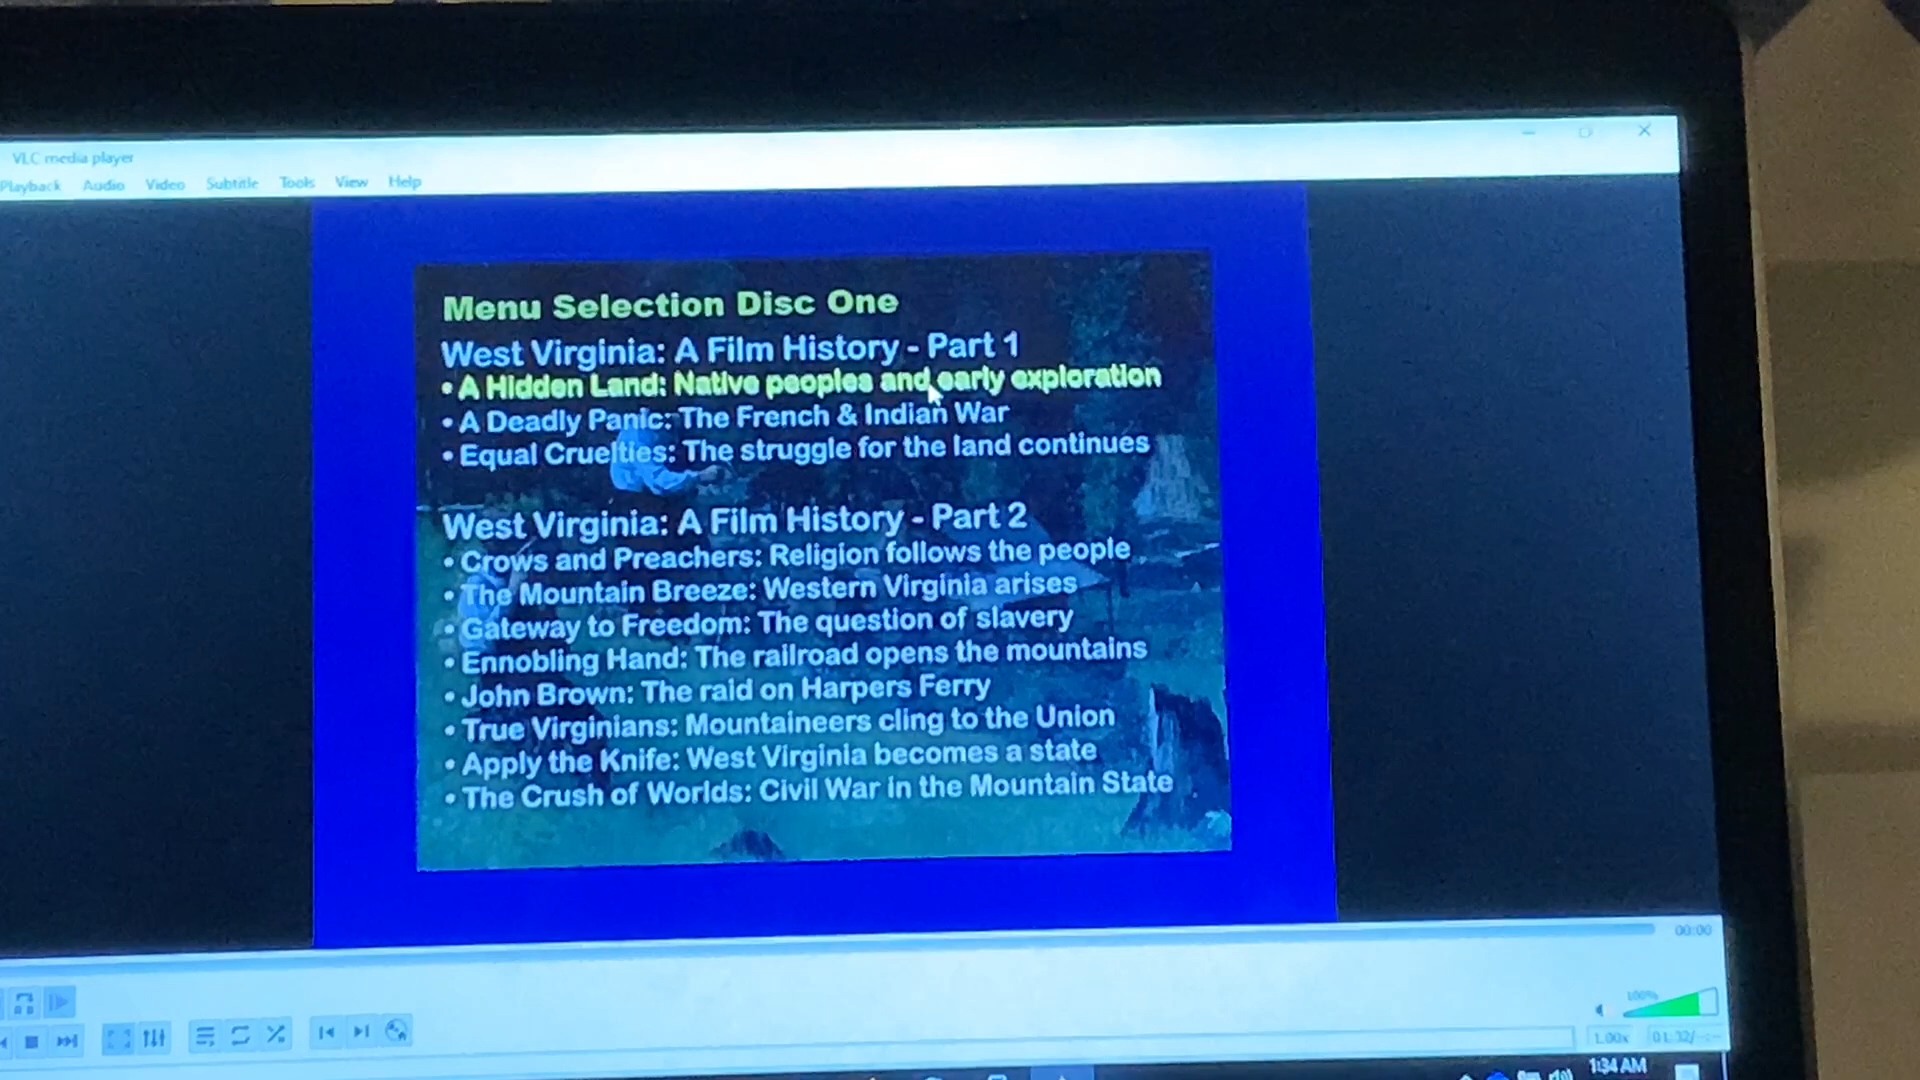 VLC media player
Playback Audio Video Subtitle Tools View Help
Menu Selection Disc One
West Virginia: A Film History - Part 1
• A Hidden Land: Native peoples and early exploration
• A Deadly Panic: The French & Indian War
• Equal Cruelties: The struggle for the land continues
West Virginia: A Film History - Part 2
• Crows and Preachers: Religion follows the people
• The Mountain Breeze: Western Virginia arises
• Gateway to Freedom: The question of slavery
• Ennobling Hand: The railroad opens the mountains
• John Brown: The raid on Harpers Ferry
• True Virginians: Mountaineers cling to the Union
• Apply the Knife: West Virginia becomes a state
• The Crush of Worlds: Civil War in the Mountain State
00:00
100%
1.00x 01:32/--:--
1:34 AM